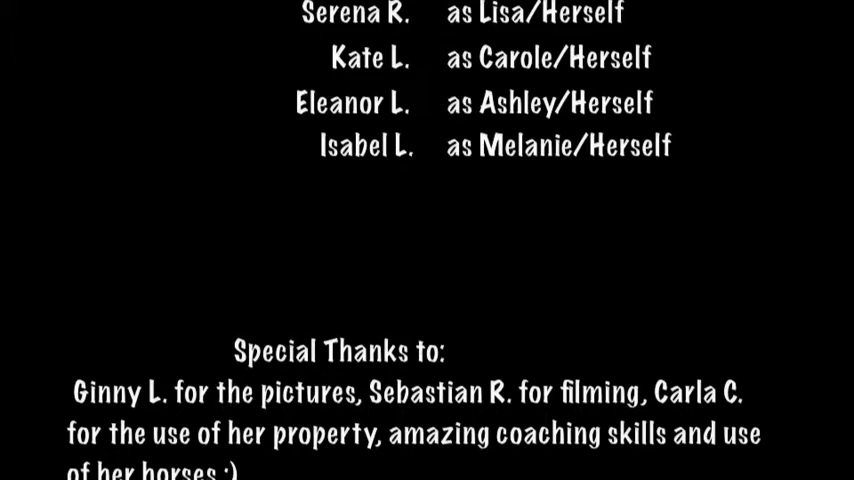 Serena R. as Lisa/Herself
Kate L. as Carole/Herself
Eleanor L. as Ashley/Herself
Isabel L. as Melanie/Herself
Special Thanks to:
Ginny L. for the pictures, Sebastian R. for filming, Carla C.
for the use of her property, amazing coaching skills and use
of her horses :)